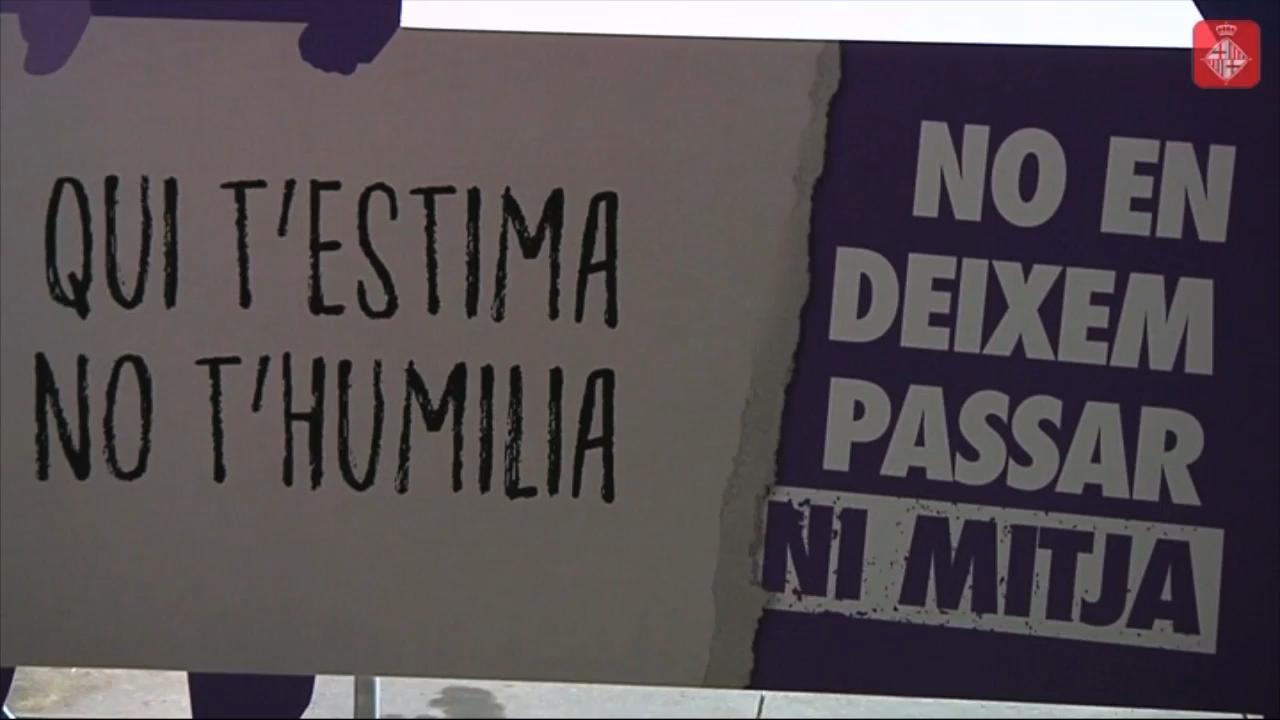 QUI T'ESTIMA
NO T'HUMILIA
NO EN
DEIXEM
PASSAR
NI MITJA